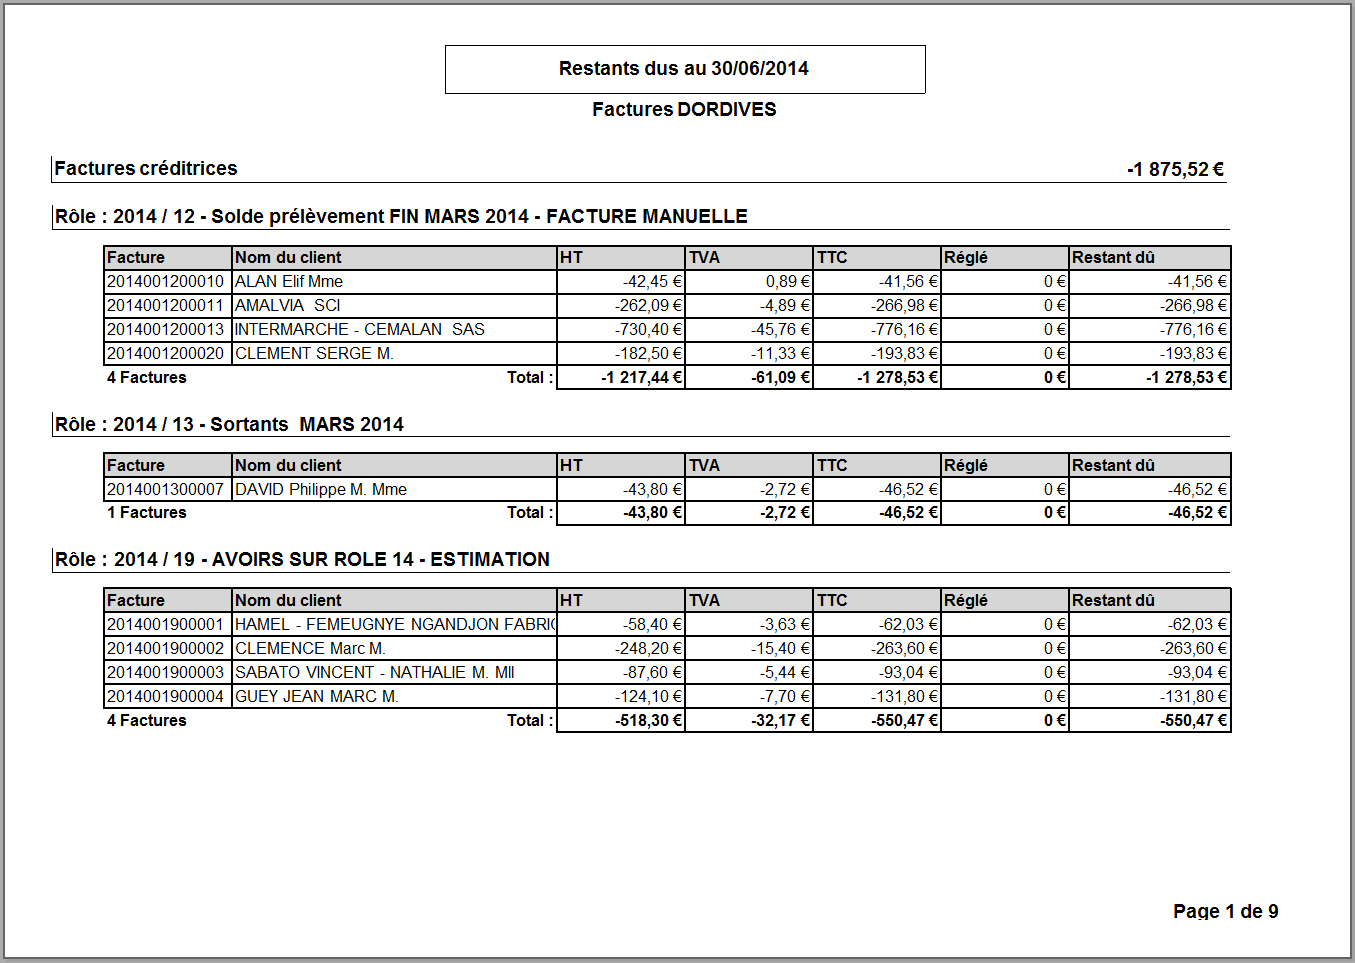 Restants dus au 30/06/2014
Factures DORDIVES
Factures créditrices -1 875,52 €
Rôle : 2014 / 12 - Solde prélèvement FIN MARS 2014 - FACTURE MANUELLE
Facture Nom du client HT TVA TTC Réglé Restant dû
2014001200010 ALAN Elif Mme -42,45 € 0,89 € -41,56 € 0 € -41,56 €
2014001200011 AMALVIA SCI -262,09 € -4,89 € -266,98 € 0 € -266,98 €
2014001200013 INTERMARCHE - CEMALAN SAS -730,40 € -45,76 € -776,16 € 0 € -776,16 €
2014001200020 CLEMENT SERGE M. -182,50 € -11,33 € -193,83 € 0 € -193,83 €
4 Factures Total : -1 217,44 € -61,09 € -1 278,53 € 0 € -1 278,53 €
Rôle : 2014 / 13 - Sortants MARS 2014
Facture Nom du client HT TVA TTC Réglé Restant dû
2014001300007 DAVID Philippe M. Mme -43,80 € -2,72 € -46,52 € 0 € -46,52 €
1 Factures Total : -43,80 € -2,72 € -46,52 € 0 € -46,52 €
Rôle : 2014 / 19 - AVOIRS SUR ROLE 14 - ESTIMATION
Facture Nom du client HT TVA TTC Réglé Restant dû
2014001900001 HAMEL - FEMEUGNYE NGANDJON FABRIC -58,40 € -3,63 € -62,03 € 0 € -62,03 €
2014001900002 CLEMENCE Marc M. -248,20 € -15,40 € -263,60 € 0 € -263,60 €
2014001900003 SABATO VINCENT - NATHALIE M. Mll -87,60 € -5,44 € -93,04 € 0 € -93,04 €
2014001900004 GUEY JEAN MARC M. -124,10 € -7,70 € -131,80 € 0 € -131,80 €
4 Factures Total : -518,30 € -32,17 € -550,47 € 0 € -550,47 €
Page 1 de 9